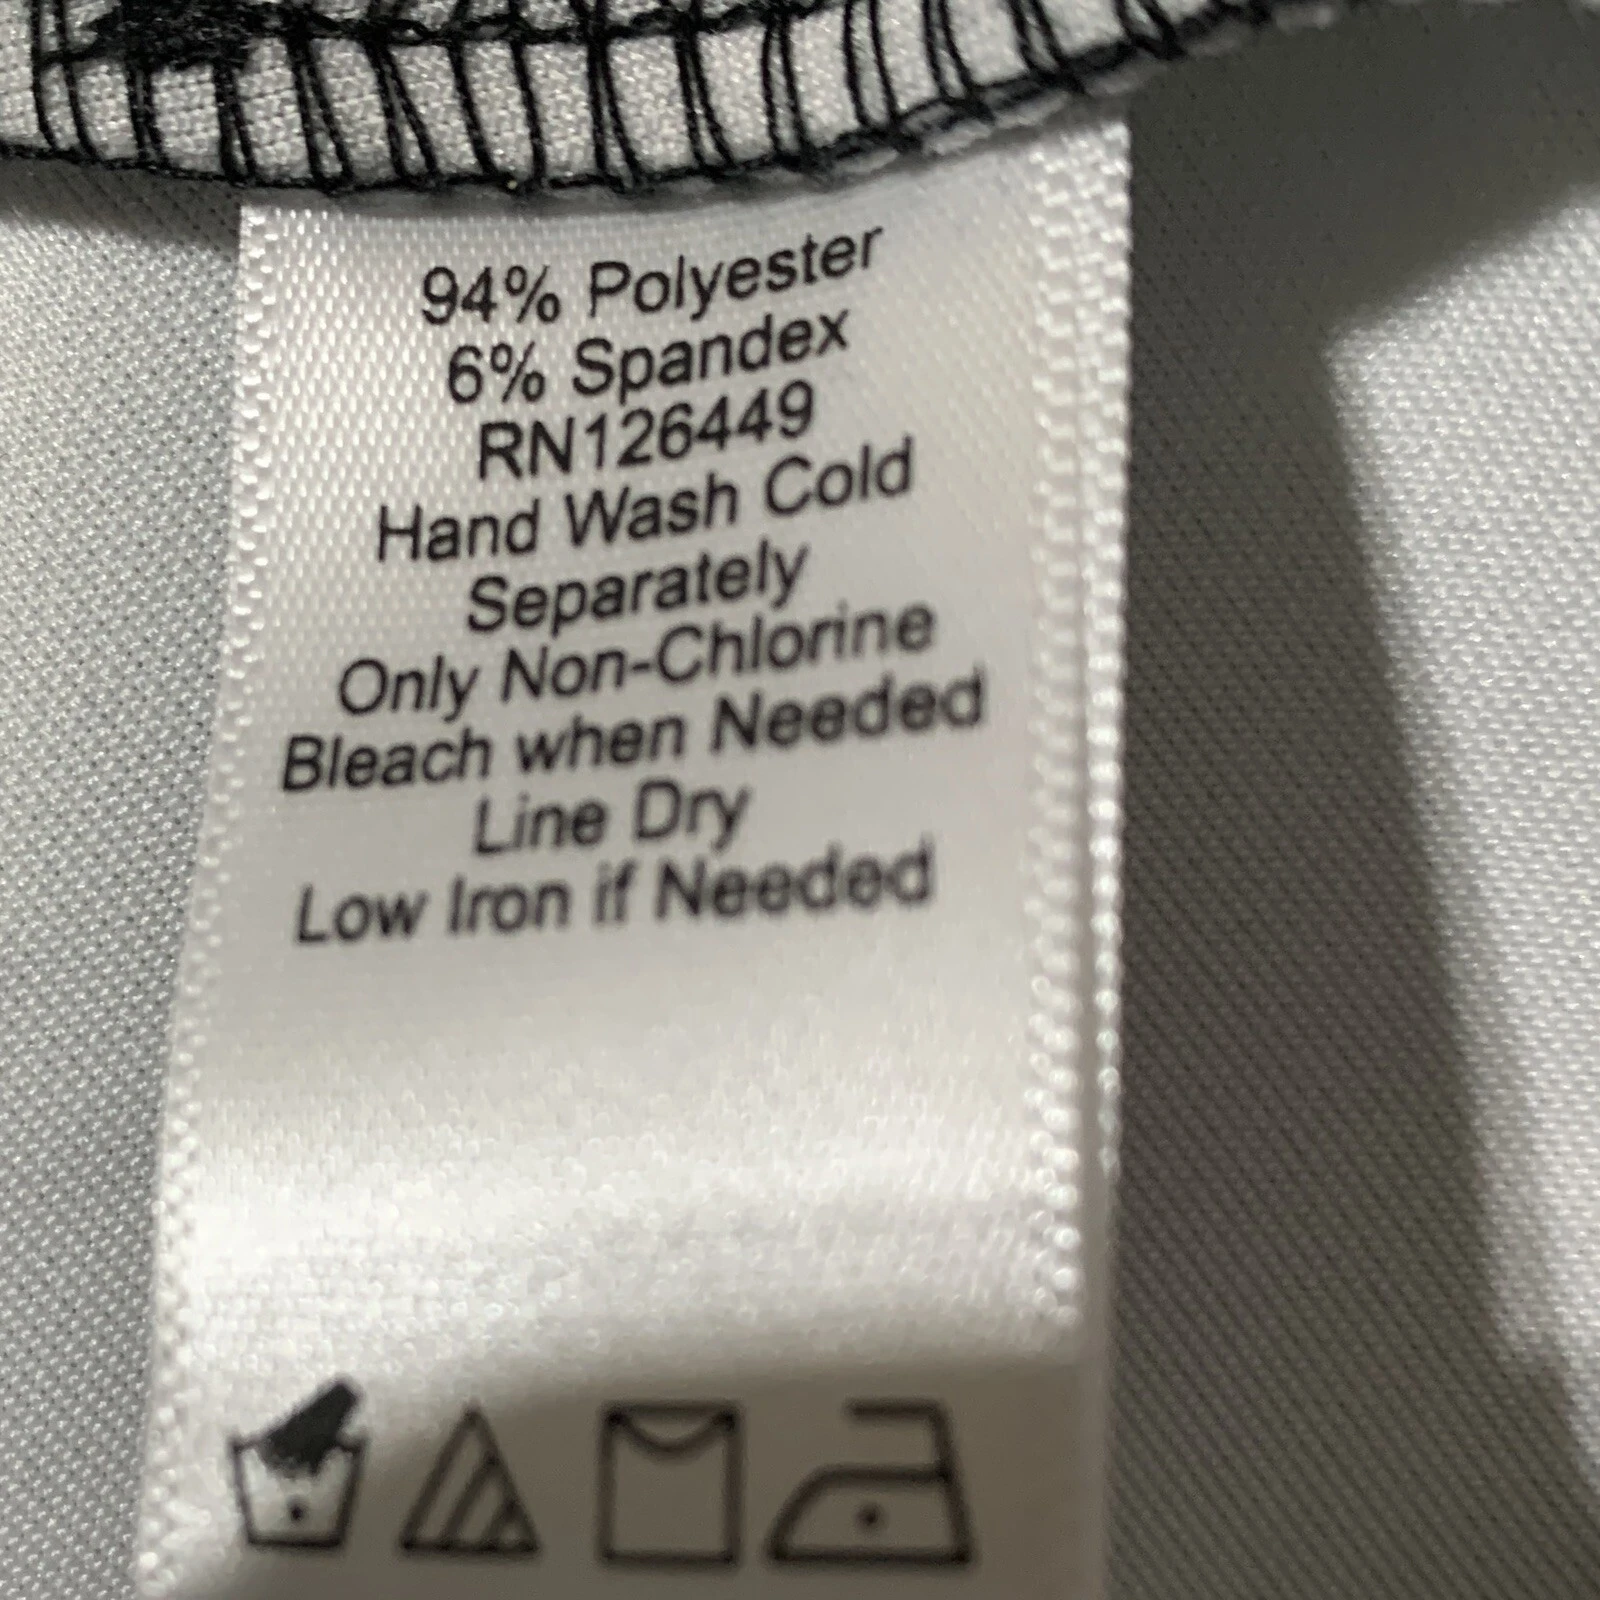 94% Polyester
6% Spandex
RN126449
Hand Wash Cold
Separately
Only Non-Chlorine
Bleach when Needed
Line Dry
Low Iron if Needed